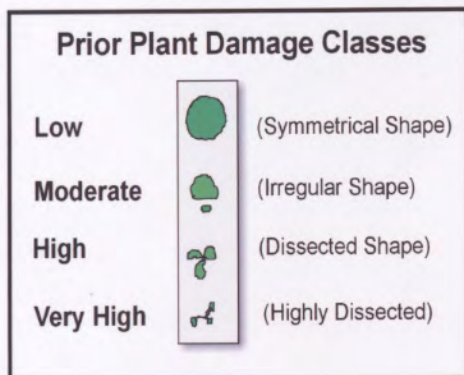 Prior Plant Damage Classes
Low (Symmetrical Shape)
Moderate (Irregular Shape)
High (Dissected Shape)
Very High (Highly Dissected)